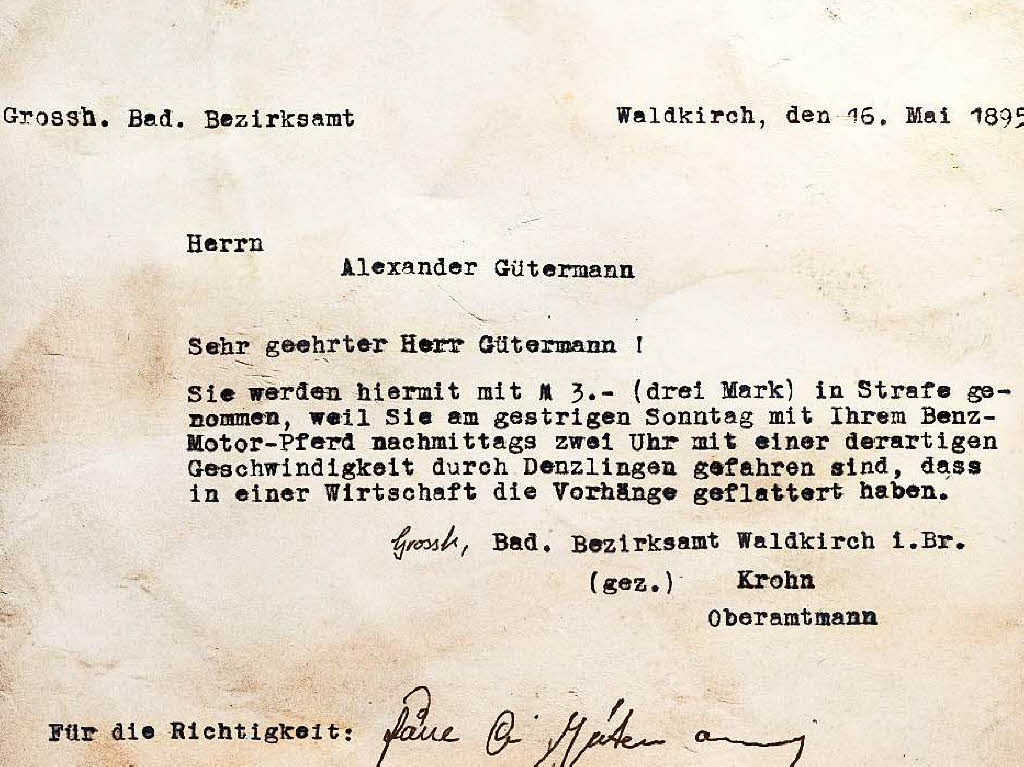 Grossh. Bad. Bezirksamt Waldkirch, den 16. Mai 1895
Herrn
Alexander Gütermann
Sehr geehrter Herr Gütermann !
Sie werden hiermit mit M 3.- (drei Mark) in Strafe ge-
nommen, weil Sie am gestrigen Sonntag mit Ihrem Benz-
Motor-Pferd nachmittags zwei Uhr mit einer derartigen
Geschwindigkeit durch Denzlingen gefahren sind, dass
in einer Wirtschaft die Vorhänge geflattert haben.
Grossh, Bad. Bezirksamt Waldkirch i.Br.
(gez.) Krohn
Oberamtmann
Für die Richtigkeit: